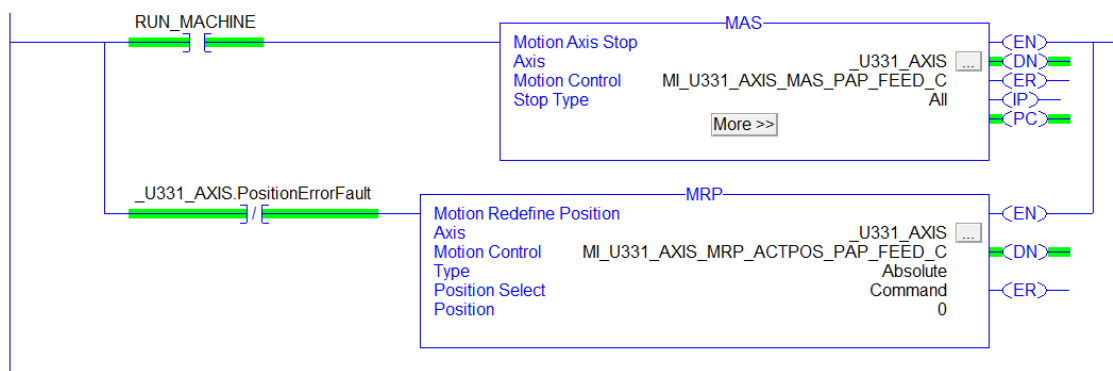 RUN_MACHINE
MAS
Motion Axis Stop
Axis _U331_AXIS ...
Motion Control MI_U331_AXIS_MAS_PAP_FEED_C
Stop Type All
More >>
EN
DN
ER
IP
PC
_U331_AXIS.PositionErrorFault
/
MRP
Motion Redefine Position
Axis _U331_AXIS ...
Motion Control MI_U331_AXIS_MRP_ACTPOS_PAP_FEED_C
Type Absolute
Position Select Command
Position 0
EN
DN
ER